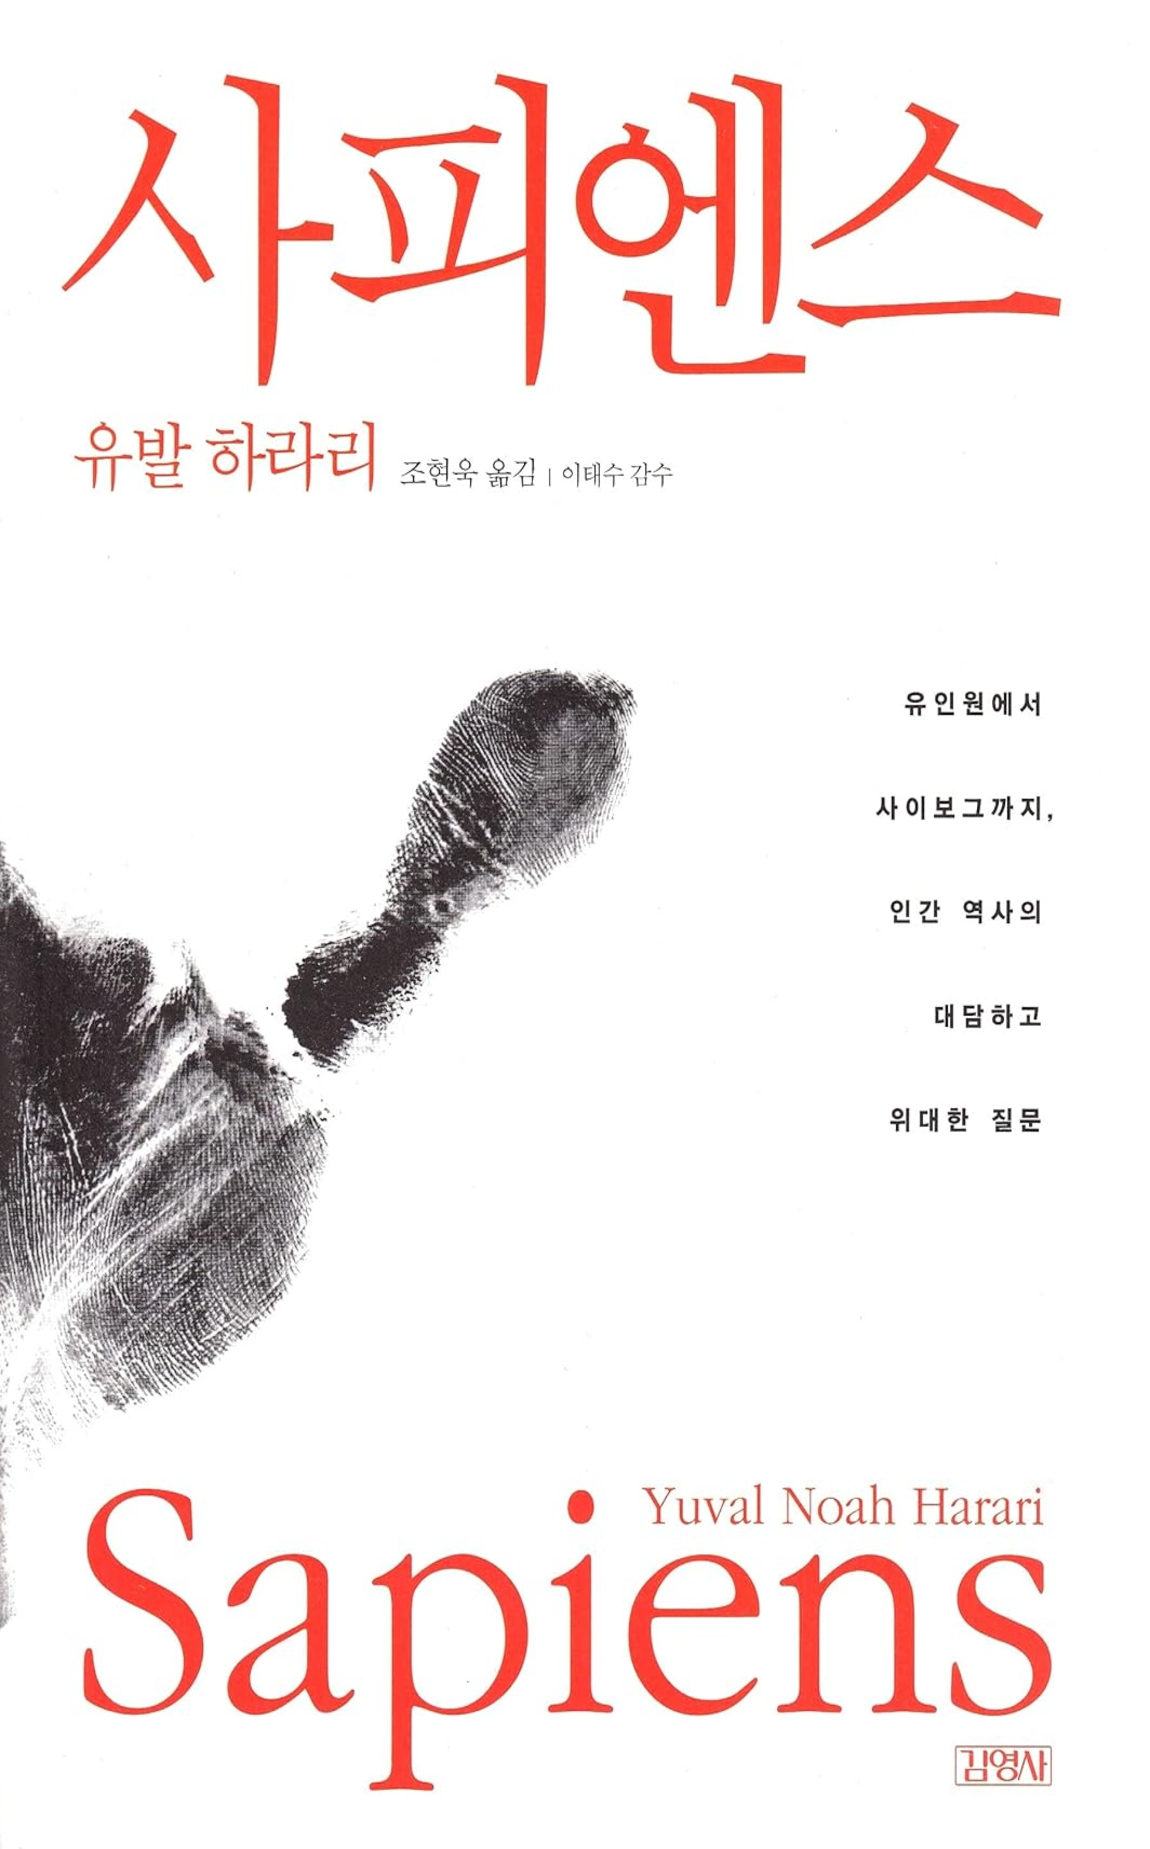 사피엔스
유발 하라리 조현욱 옮김 | 이태수 감수
유인원에서
사이보그까지,
인간 역사의
대담하고
위대한 질문
Yuval Noah Harari
Sapiens
김영사